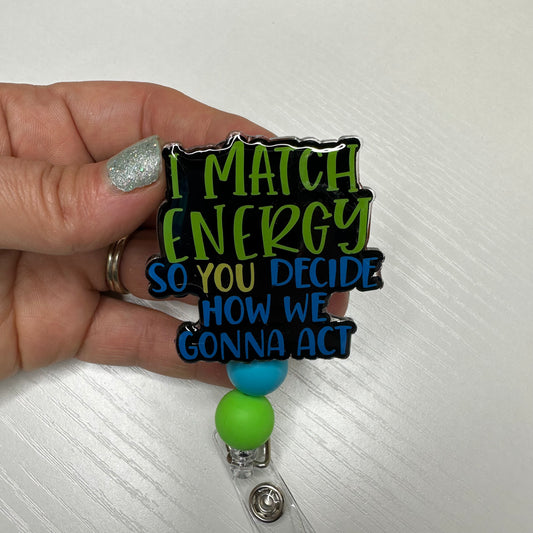 I MATCH
ENERGY
SO YOU DECIDE
HOW WE
GONNA ACT